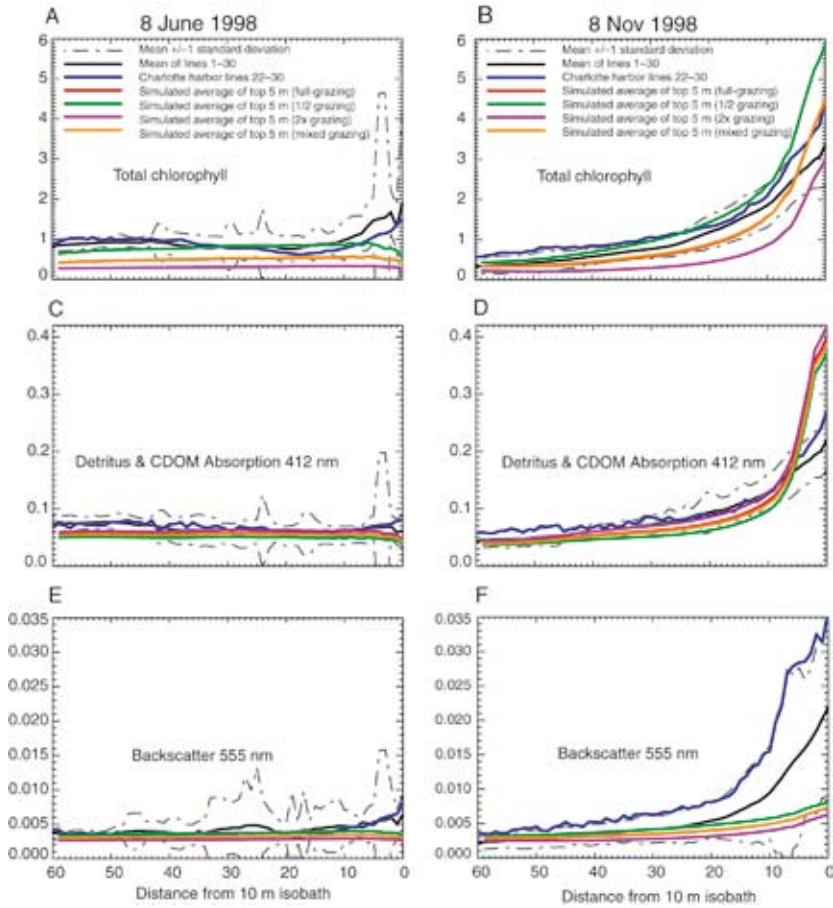 A
8 June 1998
6
5
4
3
2
1
0
Mean +/–1 standard deviation
Mean of lines 1–30
Charlotte harbor lines 22–30
Simulated average of top 5 m (full-grazing)
Simulated average of top 5 m (1/2 grazing)
Simulated average of top 5 m (2x grazing)
Simulated average of top 5 m (mixed grazing)
Total chlorophyll
B
8 Nov 1998
6
5
4
3
2
1
0
Mean +/–1 standard deviation
Mean of lines 1–30
Charlotte harbor lines 22–30
Simulated average of top 5 m (full-grazing)
Simulated average of top 5 m (1/2 grazing)
Simulated average of top 5 m (2x grazing)
Simulated average of top 5 m (mixed grazing)
Total chlorophyll
C
0.4
0.3
0.2
0.1
0.0
Detritus & CDOM Absorption 412 nm
D
0.4
0.3
0.2
0.1
0.0
Detritus & CDOM Absorption 412 nm
E
0.035
0.030
0.025
0.020
0.015
0.010
0.005
0.000
Backscatter 555 nm
60 50 40 30 20 10 0
Distance from 10 m isobath
F
0.035
0.030
0.025
0.020
0.015
0.010
0.005
0.000
Backscatter 555 nm
60 50 40 30 20 10 0
Distance from 10 m isobath